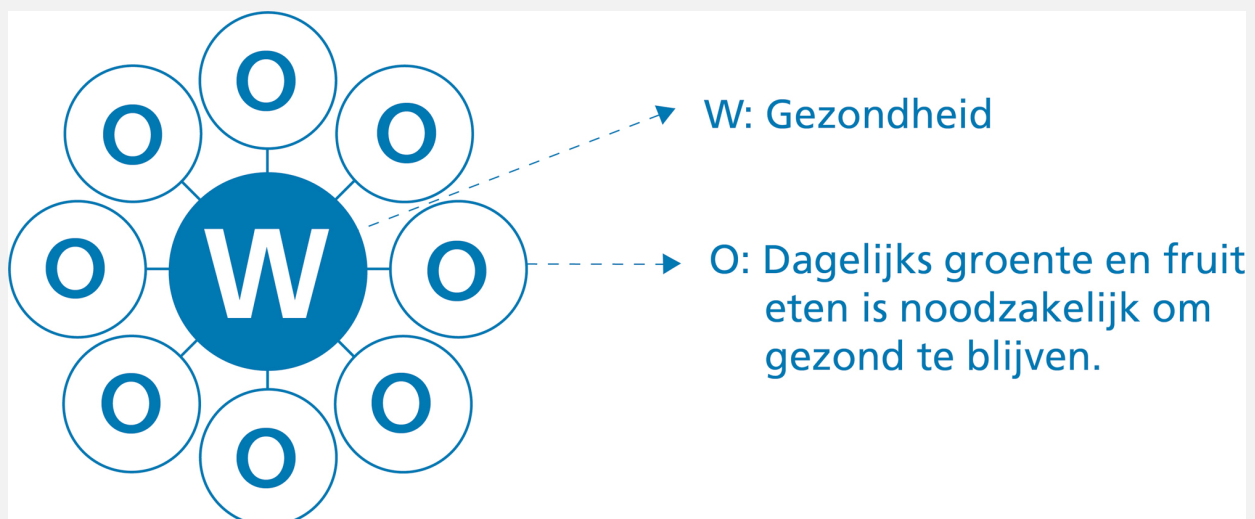 O
O
O
W: Gezondheid
O
W
O
O: Dagelijks groente en fruit
eten is noodzakelijk om
gezond te blijven.
O
O
O